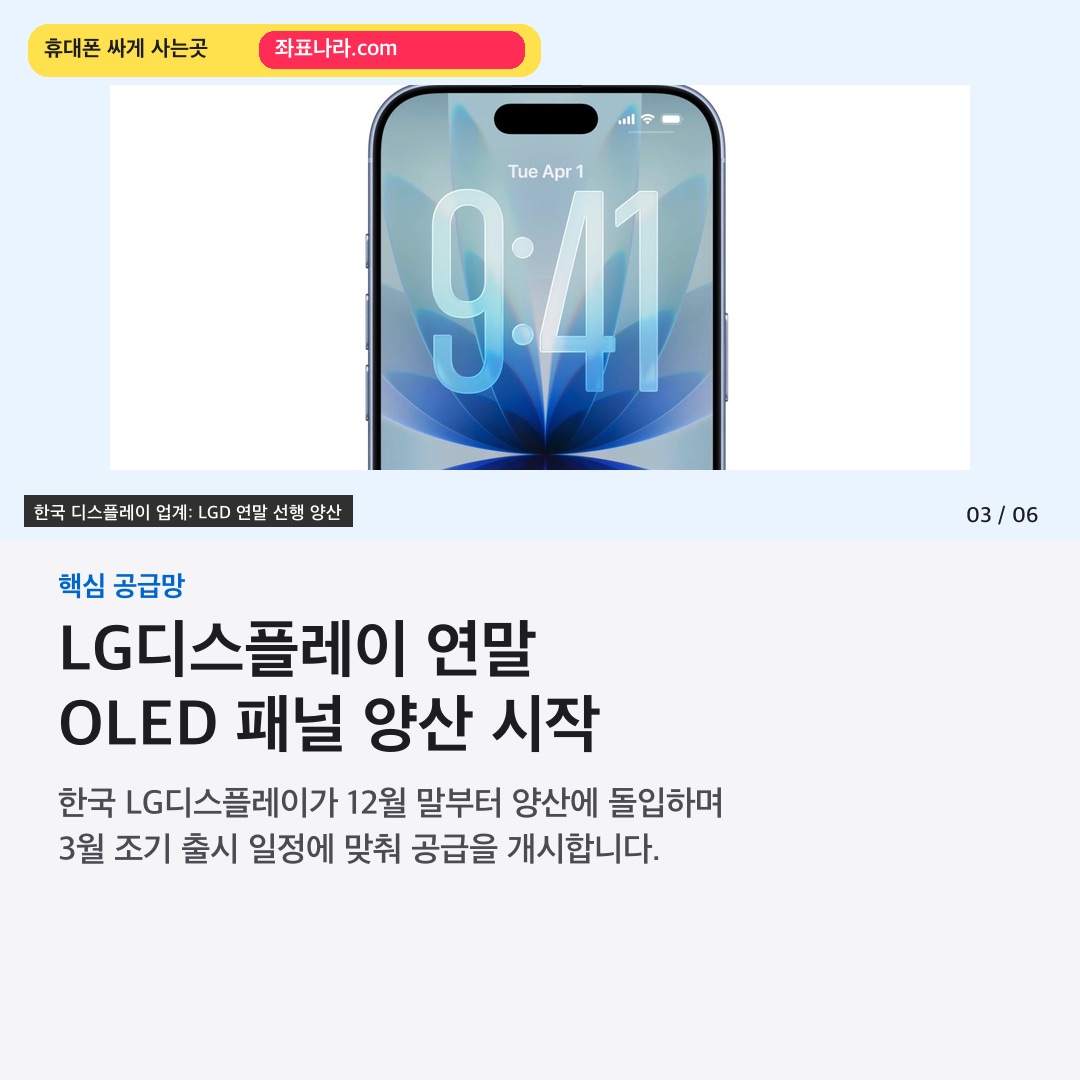 휴대폰 싸게 사는곳 좌표나라.com
Tue Apr 1
9:41
한국 디스플레이 업계: LGD 연말 선행 양산
03 / 06
핵심 공급망
LG디스플레이 연말
OLED 패널 양산 시작
한국 LG디스플레이가 12월 말부터 양산에 돌입하며
3월 조기 출시 일정에 맞춰 공급을 개시합니다.